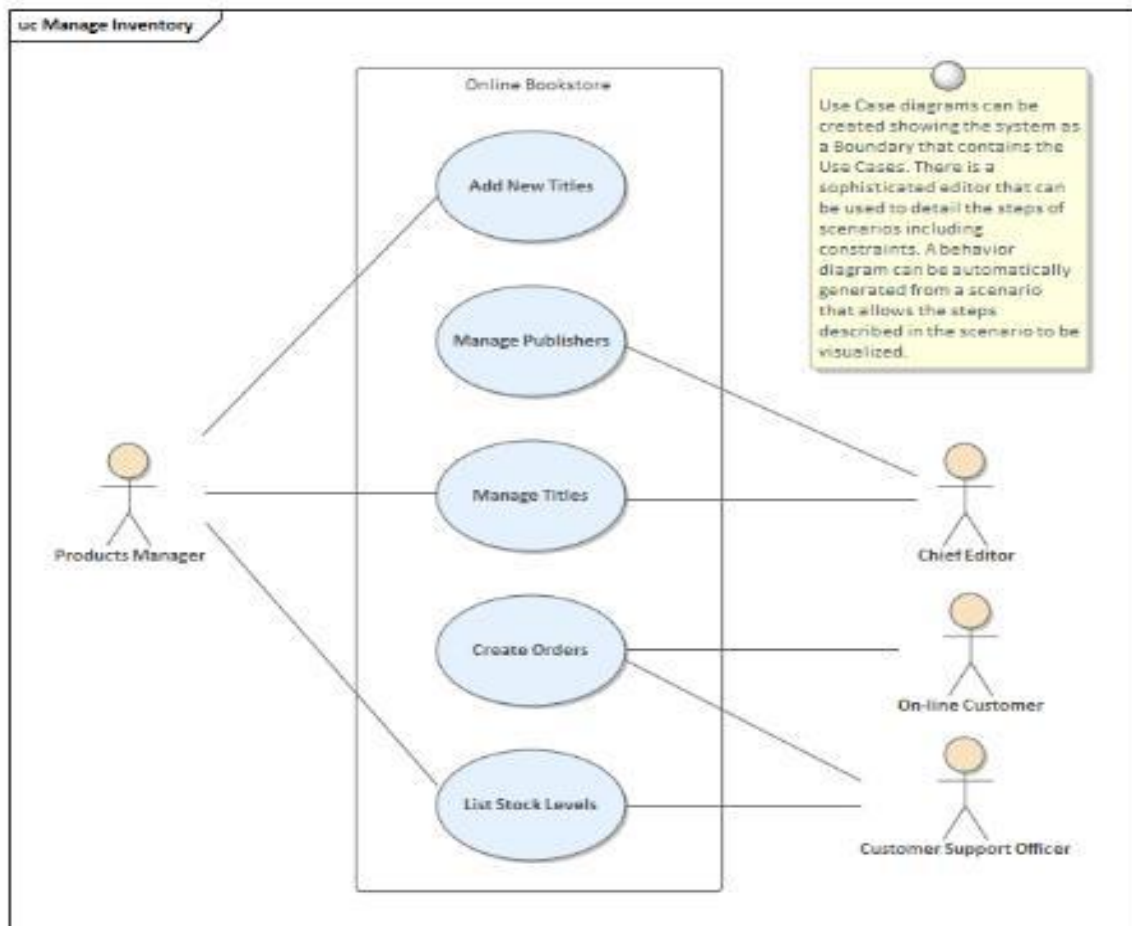 uc Manage Inventory
Online Bookstore
Add New Titles
Manage Publishers
Manage Titles
Create Orders
List Stock Levels
Products Manager
Chief Editor
On-line Customer
Customer Support Officer
Use Case diagrams can be
created showing the system as
a Boundary that contains the
Use Cases. There is a
sophisticated editor that can
be used to detail the steps of
scenarios including
constraints. A behavior
diagram can be automatically
generated from a scenario
that allows the steps
described in the scenario to be
visualized.